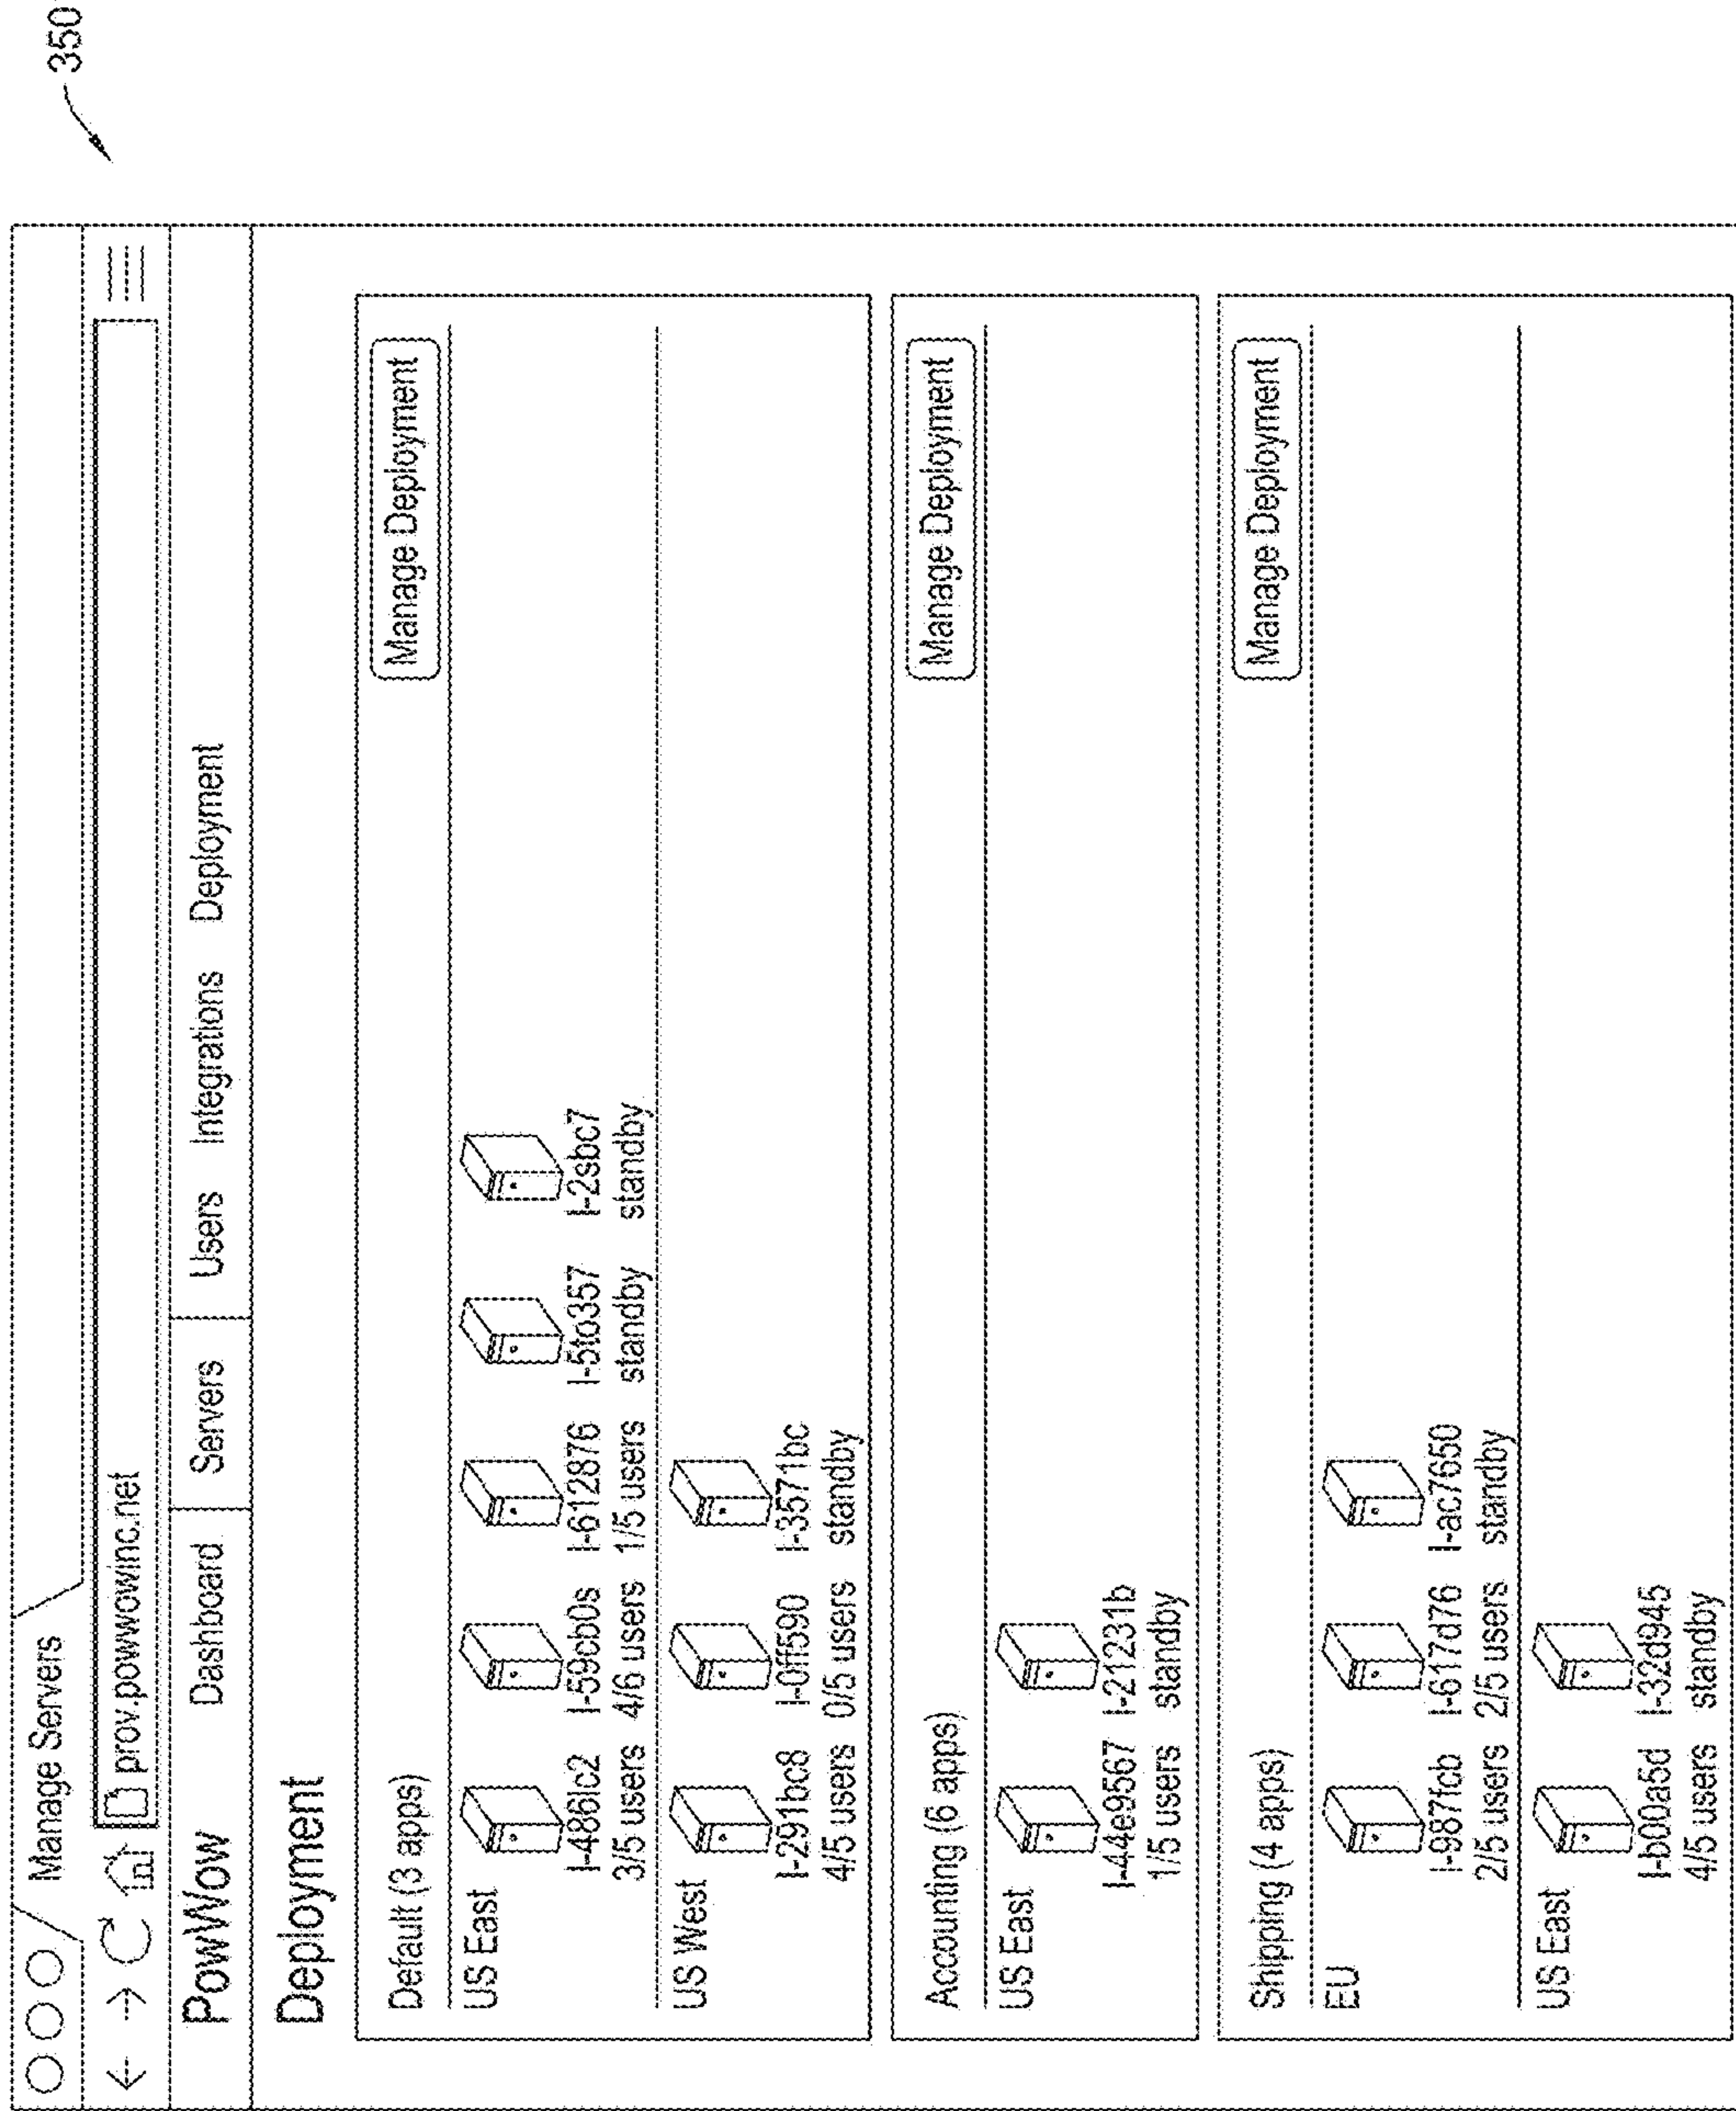 350
Manage Servers
prov.powwowinc.net
PowWow Dashboard Servers Users Integrations Deployment
Deployment
Default (3 apps) Manage Deployment
US East
I-486lc2 I-59cb0s I-612876 I-5to357 I-2sbc7
3/5 users 4/6 users 1/5 users standby standby
US West
I-291bc8 I-0ff590 I-3571bc
4/5 users 0/5 users standby
Accounting (6 apps) Manage Deployment
US East
I-44e9567 I-21231b
1/5 users standby
Shipping (4 apps) Manage Deployment
EU
I-987fcb I-617d76 I-ac7650
2/5 users 2/5 users standby
US East
I-b00a5d I-32d945
4/5 users standby